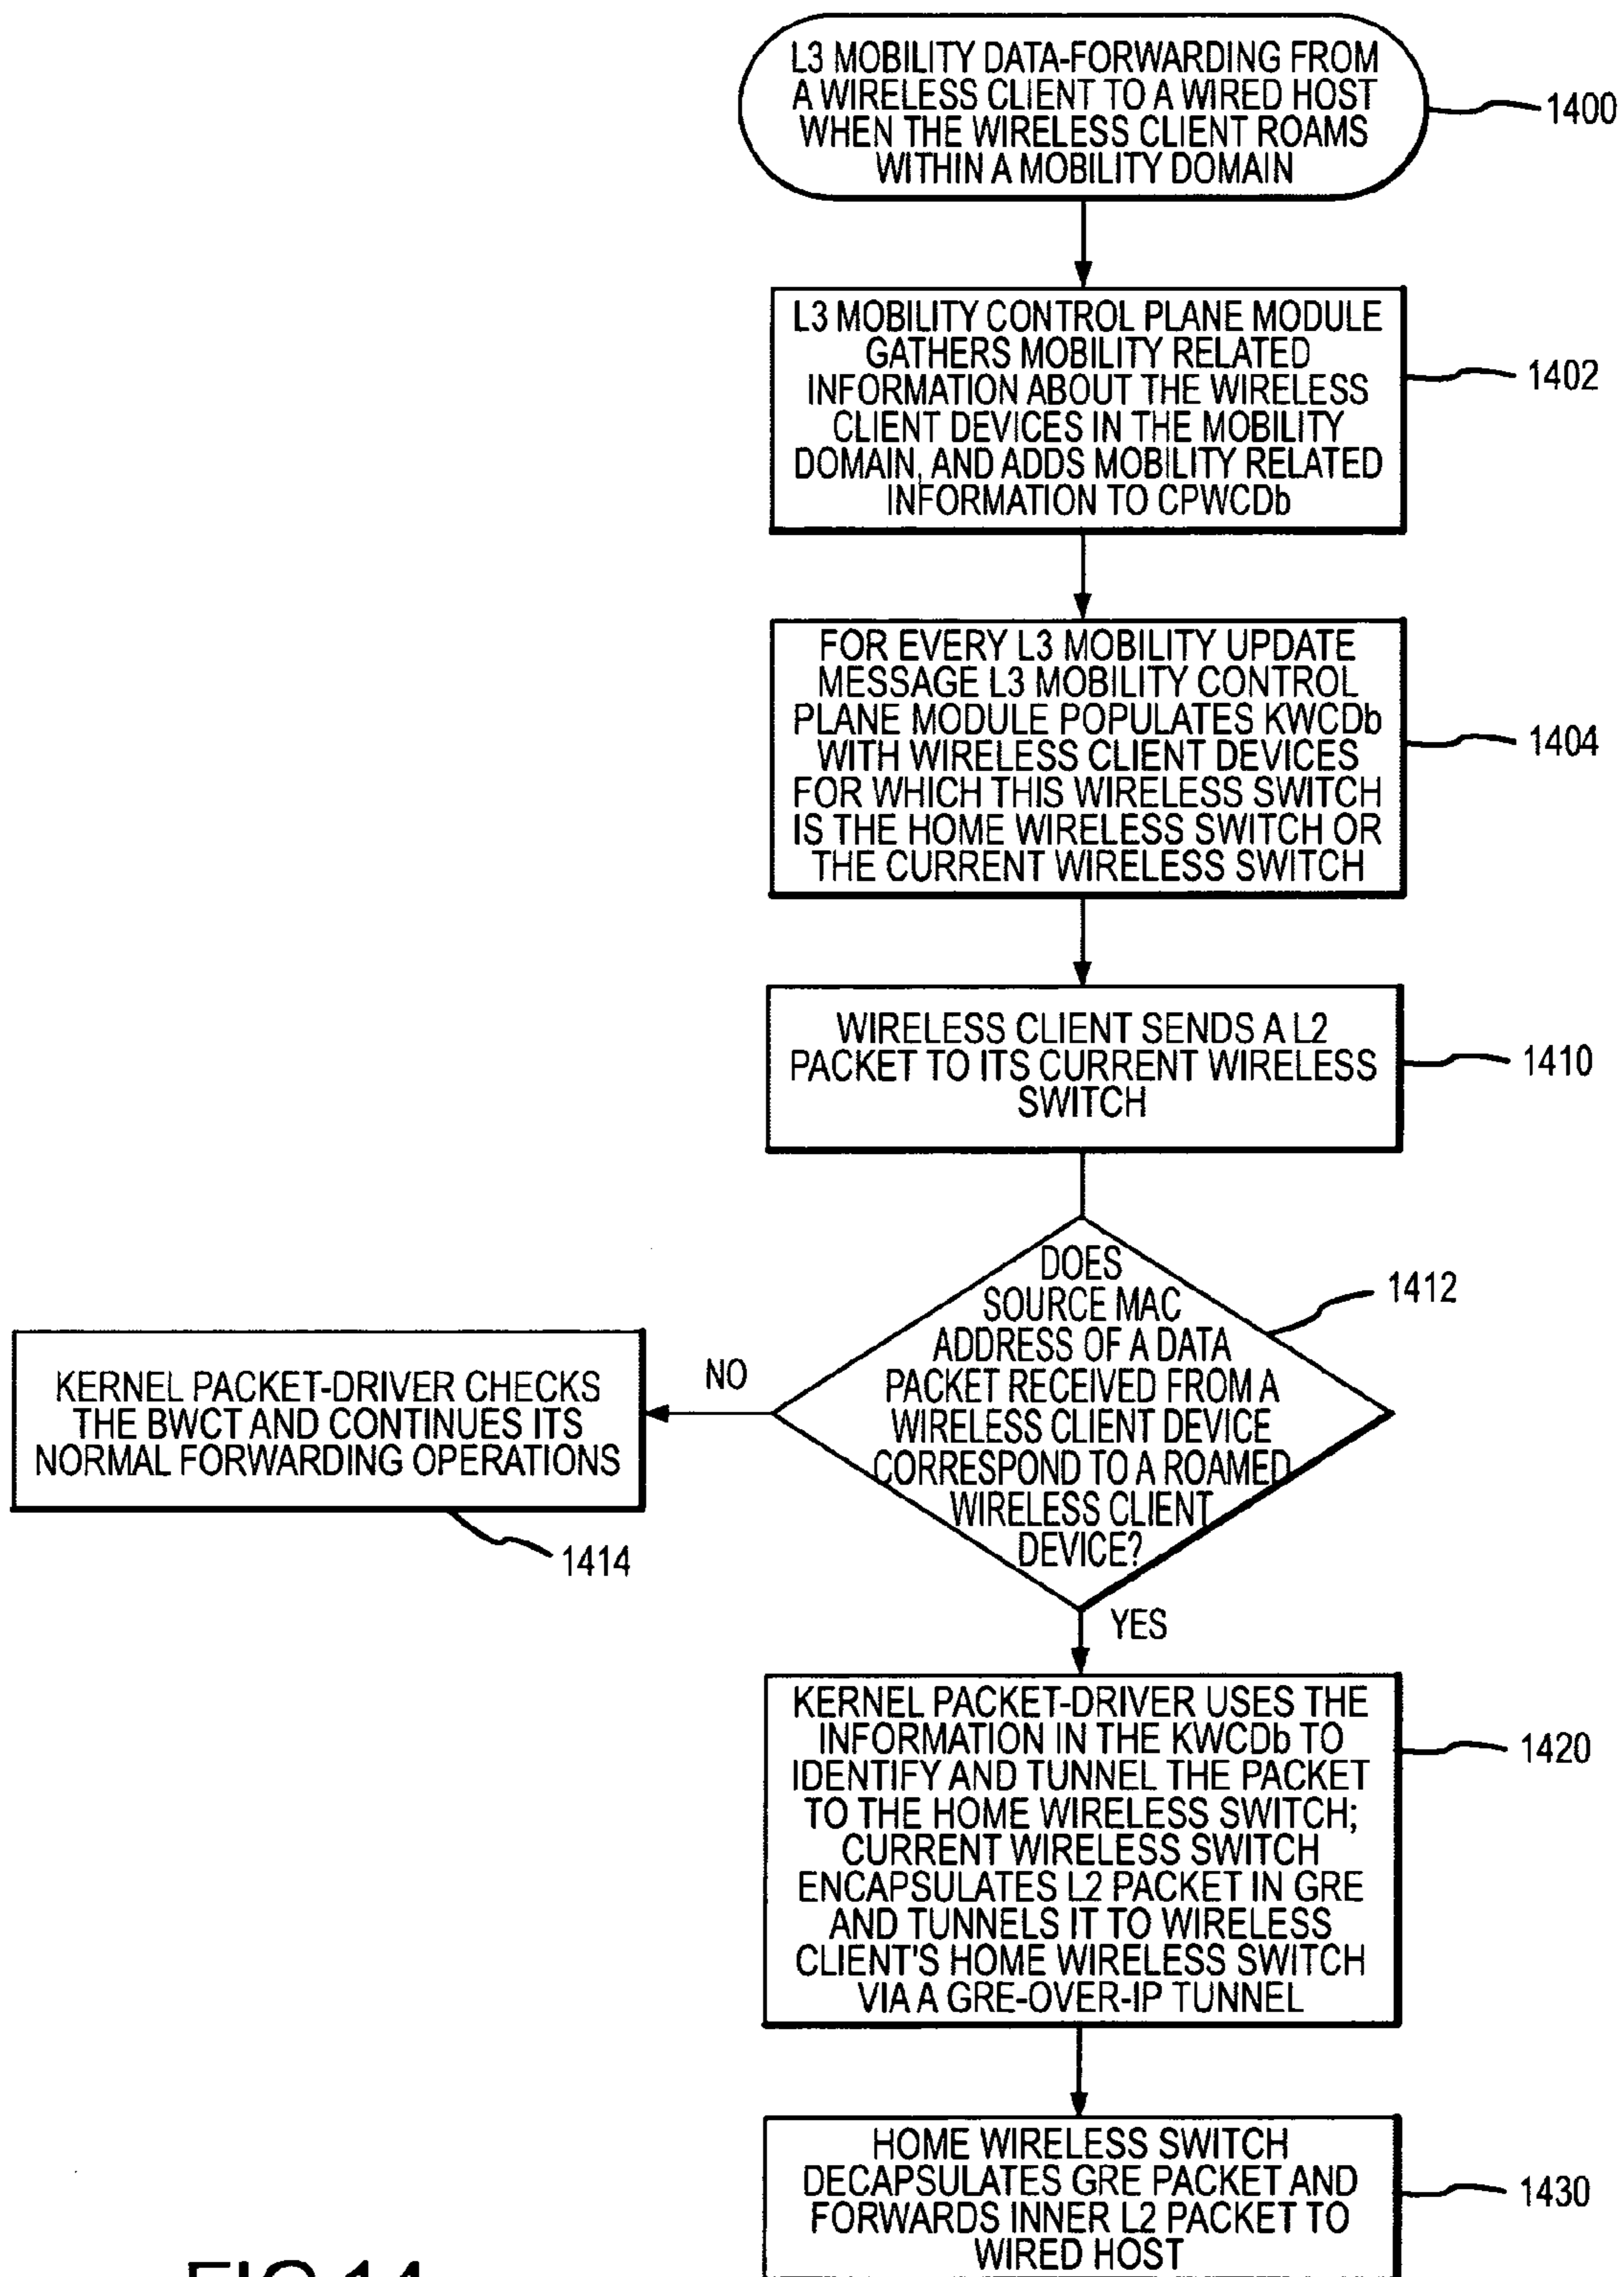 L3 MOBILITY DATA-FORWARDING FROM
A WIRELESS CLIENT TO A WIRED HOST
WHEN THE WIRELESS CLIENT ROAMS
WITHIN A MOBILITY DOMAIN
1400
L3 MOBILITY CONTROL PLANE MODULE
GATHERS MOBILITY RELATED
INFORMATION ABOUT THE WIRELESS
CLIENT DEVICES IN THE MOBILITY
DOMAIN, AND ADDS MOBILITY RELATED
INFORMATION TO CPWCDb
1402
FOR EVERY L3 MOBILITY UPDATE
MESSAGE L3 MOBILITY CONTROL
PLANE MODULE POPULATES KWCDb
WITH WIRELESS CLIENT DEVICES
FOR WHICH THIS WIRELESS SWITCH
IS THE HOME WIRELESS SWITCH OR
THE CURRENT WIRELESS SWITCH
1404
WIRELESS CLIENT SENDS A L2
PACKET TO ITS CURRENT WIRELESS
SWITCH
1410
DOES
SOURCE MAC
ADDRESS OF A DATA
PACKET RECEIVED FROM A
WIRELESS CLIENT DEVICE
CORRESPOND TO A ROAMED
WIRELESS CLIENT
DEVICE?
1412
NO
KERNEL PACKET-DRIVER CHECKS
THE BWCT AND CONTINUES ITS
NORMAL FORWARDING OPERATIONS
1414
YES
KERNEL PACKET-DRIVER USES THE
INFORMATION IN THE KWCDb TO
IDENTIFY AND TUNNEL THE PACKET
TO THE HOME WIRELESS SWITCH;
CURRENT WIRELESS SWITCH
ENCAPSULATES L2 PACKET IN GRE
AND TUNNELS IT TO WIRELESS
CLIENT'S HOME WIRELESS SWITCH
VIA A GRE-OVER-IP TUNNEL
1420
HOME WIRELESS SWITCH
DECAPSULATES GRE PACKET AND
FORWARDS INNER L2 PACKET TO
WIRED HOST
1430
FIG.14